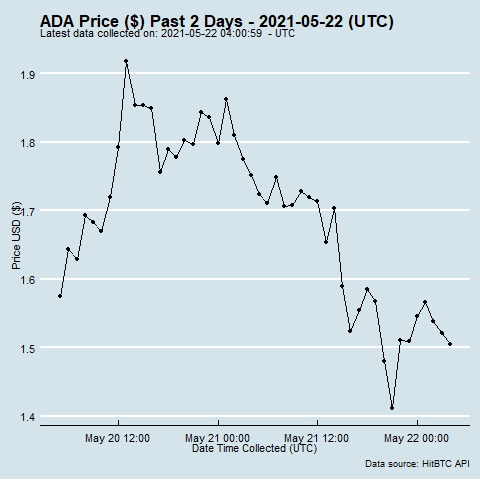 ADA Price ($) Past 2 Days - 2021-05-22 (UTC)
Latest data collected on: 2021-05-22 04:00:59  - UTC
1.9
1.8
1.7
1.6
1.5
1.4
Price USD ($)
May 20 12:00 May 21 00:00 May 21 12:00 May 22 00:00
Date Time Collected (UTC)
Data source: HitBTC API